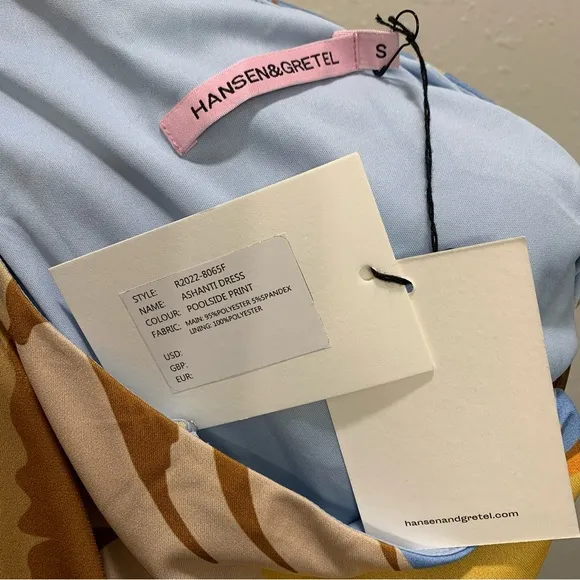 HANSEN&GRETEL
S
STYLE: R2022-8065F
NAME: ASHANTI DRESS
COLOUR: POOLSIDE PRINT
FABRIC: MAIN: 95%POLYESTER 5%SPANDEX
LINING: 100%POLYESTER
USD:
GBP:
EUR:
hansenandgretel.com